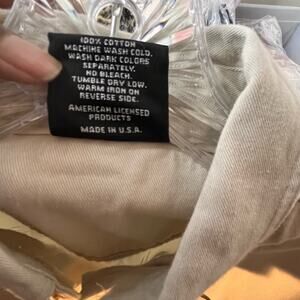 100% COTTON
MACHINE WASH COLD.
WASH DARK COLORS
SEPARATELY.
NO BLEACH.
TUMBLE DRY LOW.
WARM IRON ON
REVERSE SIDE.
AMERICAN LICENSED
PRODUCTS
MADE IN U.S.A.